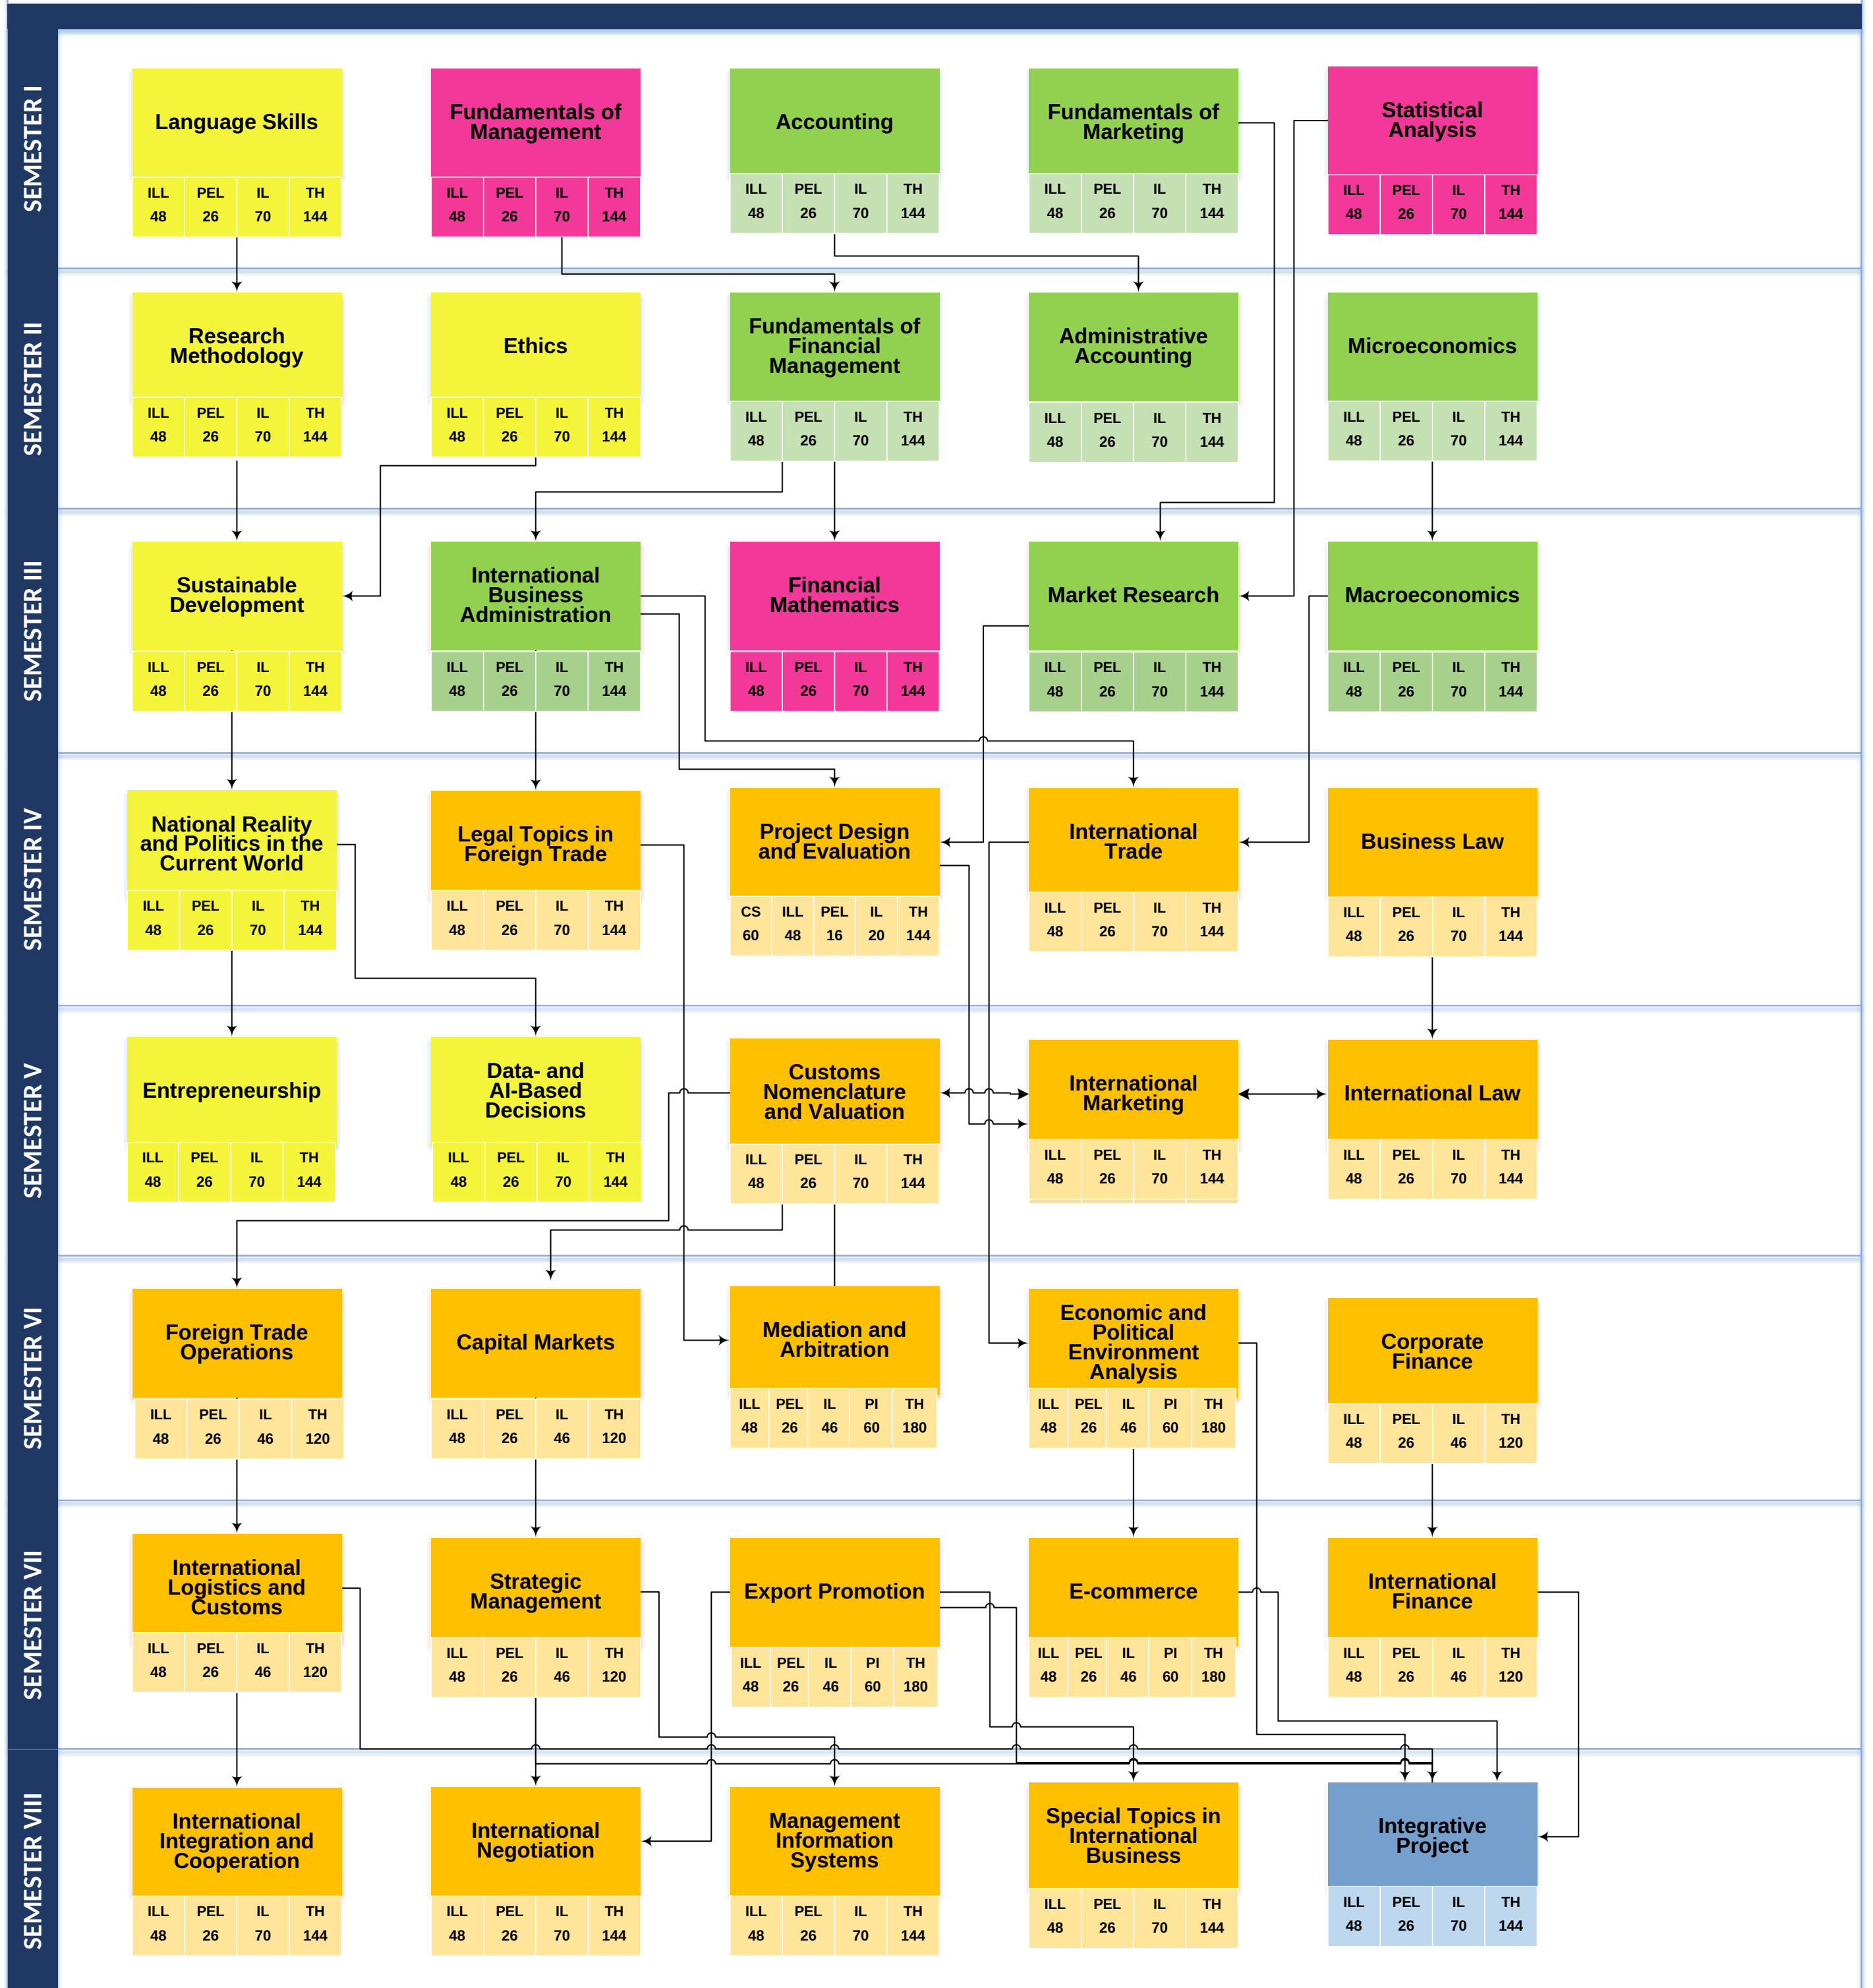 SEMESTER I
Language Skills
ILL PEL IL TH
48 26 70 144
Fundamentals of
Management
ILL PEL IL TH
48 26 70 144
Accounting
ILL PEL IL TH
48 26 70 144
Fundamentals of
Marketing
ILL PEL IL TH
48 26 70 144
Statistical
Analysis
ILL PEL IL TH
48 26 70 144
SEMESTER II
Research
Methodology
ILL PEL IL TH
48 26 70 144
Ethics
ILL PEL IL TH
48 26 70 144
Fundamentals of
Financial
Management
ILL PEL IL TH
48 26 70 144
Administrative
Accounting
ILL PEL IL TH
48 26 70 144
Microeconomics
ILL PEL IL TH
48 26 70 144
SEMESTER III
Sustainable
Development
ILL PEL IL TH
48 26 70 144
International
Business
Administration
ILL PEL IL TH
48 26 70 144
Financial
Mathematics
ILL PEL IL TH
48 26 70 144
Market Research
ILL PEL IL TH
48 26 70 144
Macroeconomics
ILL PEL IL TH
48 26 70 144
SEMESTER IV
National Reality
and Politics in the
Current World
ILL PEL IL TH
48 26 70 144
Legal Topics in
Foreign Trade
ILL PEL IL TH
48 26 70 144
Project Design
and Evaluation
CS ILL PEL IL TH
60 48 16 20 144
International
Trade
ILL PEL IL TH
48 26 70 144
Business Law
ILL PEL IL TH
48 26 70 144
SEMESTER V
Entrepreneurship
ILL PEL IL TH
48 26 70 144
Data- and
AI-Based
Decisions
ILL PEL IL TH
48 26 70 144
Customs
Nomenclature
and Valuation
ILL PEL IL TH
48 26 70 144
International
Marketing
ILL PEL IL TH
48 26 70 144
International Law
ILL PEL IL TH
48 26 70 144
SEMESTER VI
Foreign Trade
Operations
ILL PEL IL TH
48 26 46 120
Capital Markets
ILL PEL IL TH
48 26 46 120
Mediation and
Arbitration
ILL PEL IL PI TH
48 26 46 60 180
Economic and
Political
Environment
Analysis
ILL PEL IL PI TH
48 26 46 60 180
Corporate
Finance
ILL PEL IL TH
48 26 46 120
SEMESTER VII
International
Logistics and
Customs
ILL PEL IL TH
48 26 46 120
Strategic
Management
ILL PEL IL TH
48 26 46 120
Export Promotion
ILL PEL IL PI TH
48 26 46 60 180
E-commerce
ILL PEL IL PI TH
48 26 46 60 180
International
Finance
ILL PEL IL TH
48 26 46 120
SEMESTER VIII
International
Integration and
Cooperation
ILL PEL IL TH
48 26 70 144
International
Negotiation
ILL PEL IL TH
48 26 70 144
Management
Information
Systems
ILL PEL IL TH
48 26 70 144
Special Topics in
International
Business
ILL PEL IL TH
48 26 70 144
Integrative
Project
ILL PEL IL TH
48 26 70 144